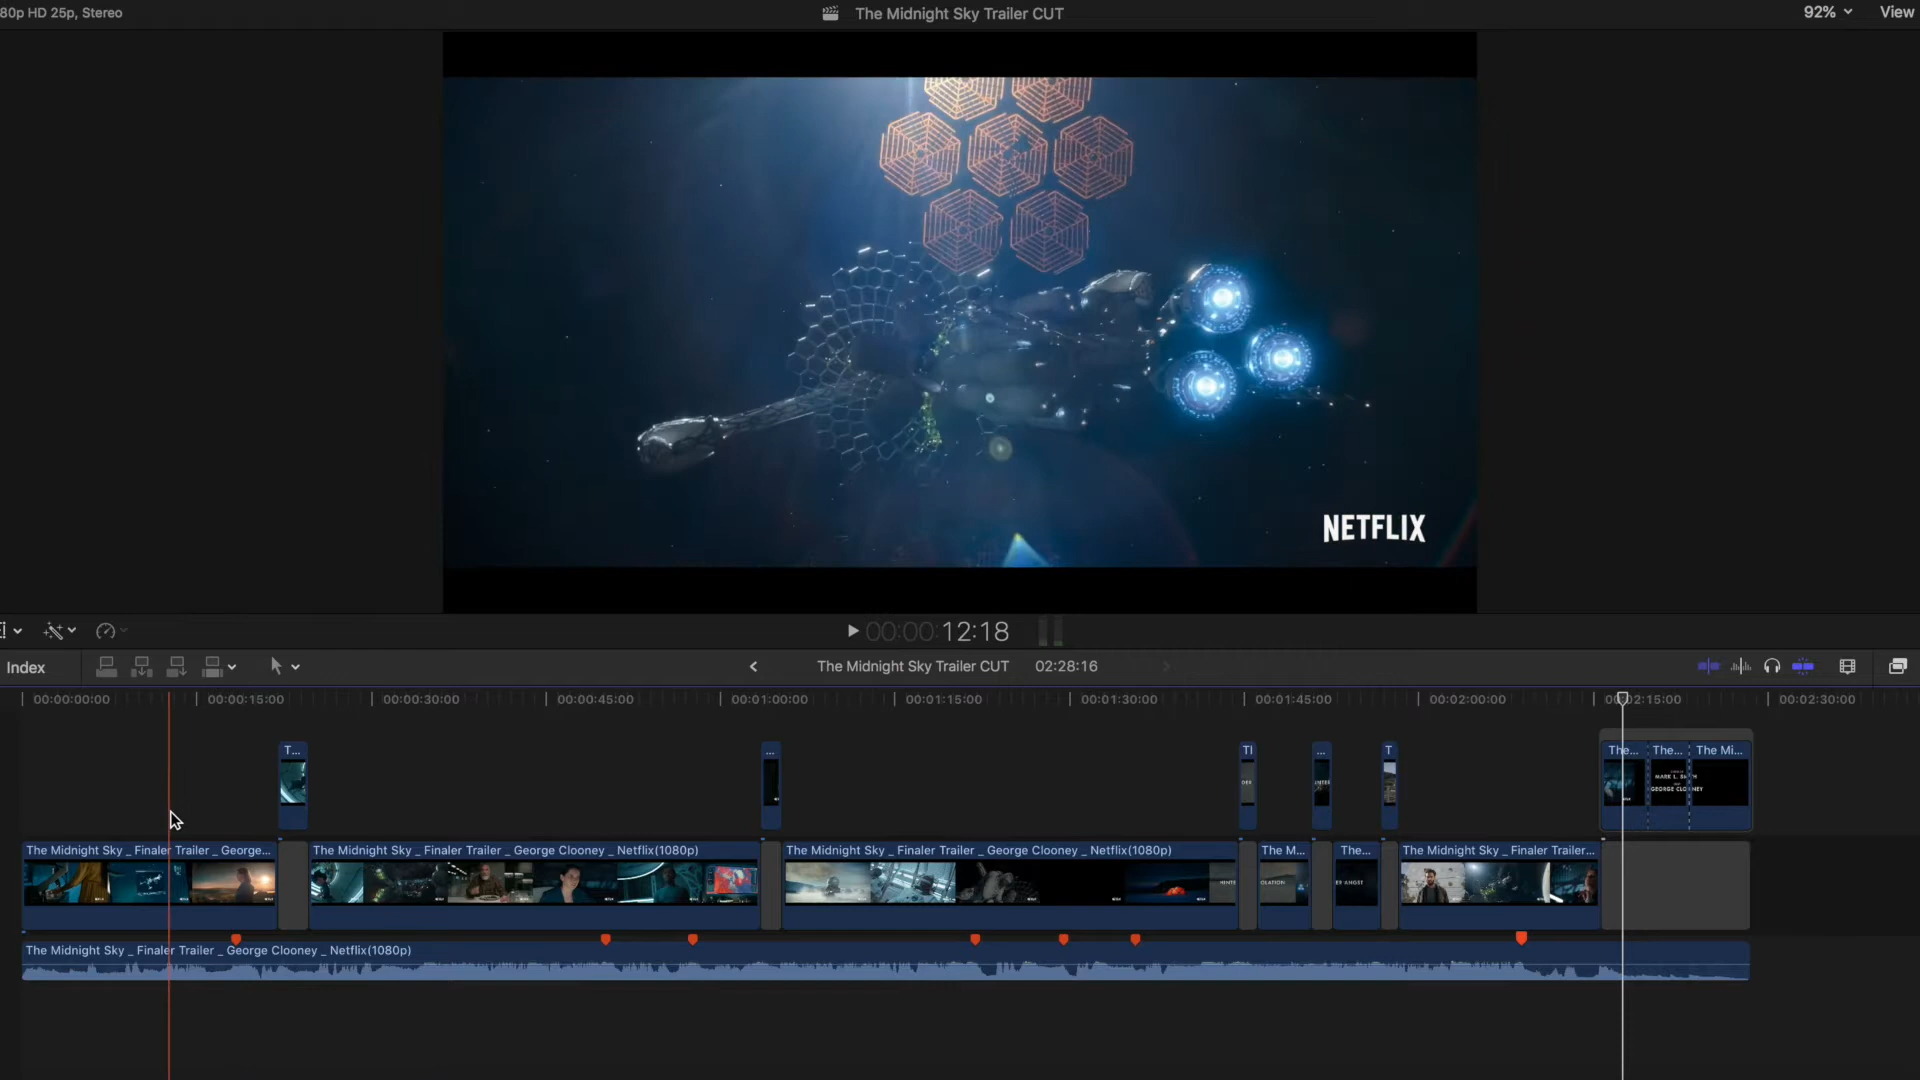 80p HD 25p, Stereo
The Midnight Sky Trailer CUT
92%
View
NETFLIX
00:00:12:18
Index
The Midnight Sky Trailer CUT
02:28:16
00:00:00:00
00:00:15:00
00:00:30:00
00:00:45:00
00:01:00:00
00:01:15:00
00:01:30:00
00:01:45:00
00:02:00:00
00:02:15:00
00:02:30:00
T...
...
TI
...
T
The...
The...
The Mi...
MARK L. SMITH
GEORGE CLOONEY
The Midnight Sky _ Finaler Trailer _ George...
The Midnight Sky _ Finaler Trailer _ George Clooney _ Netflix(1080p)
The Midnight Sky _ Finaler Trailer _ George Clooney _ Netflix(1080p)
The M...
The...
The Midnight Sky _ Finaler Trailer...
HINTE
OLATION
ER ANGST
The Midnight Sky _ Finaler Trailer _ George Clooney _ Netflix(1080p)